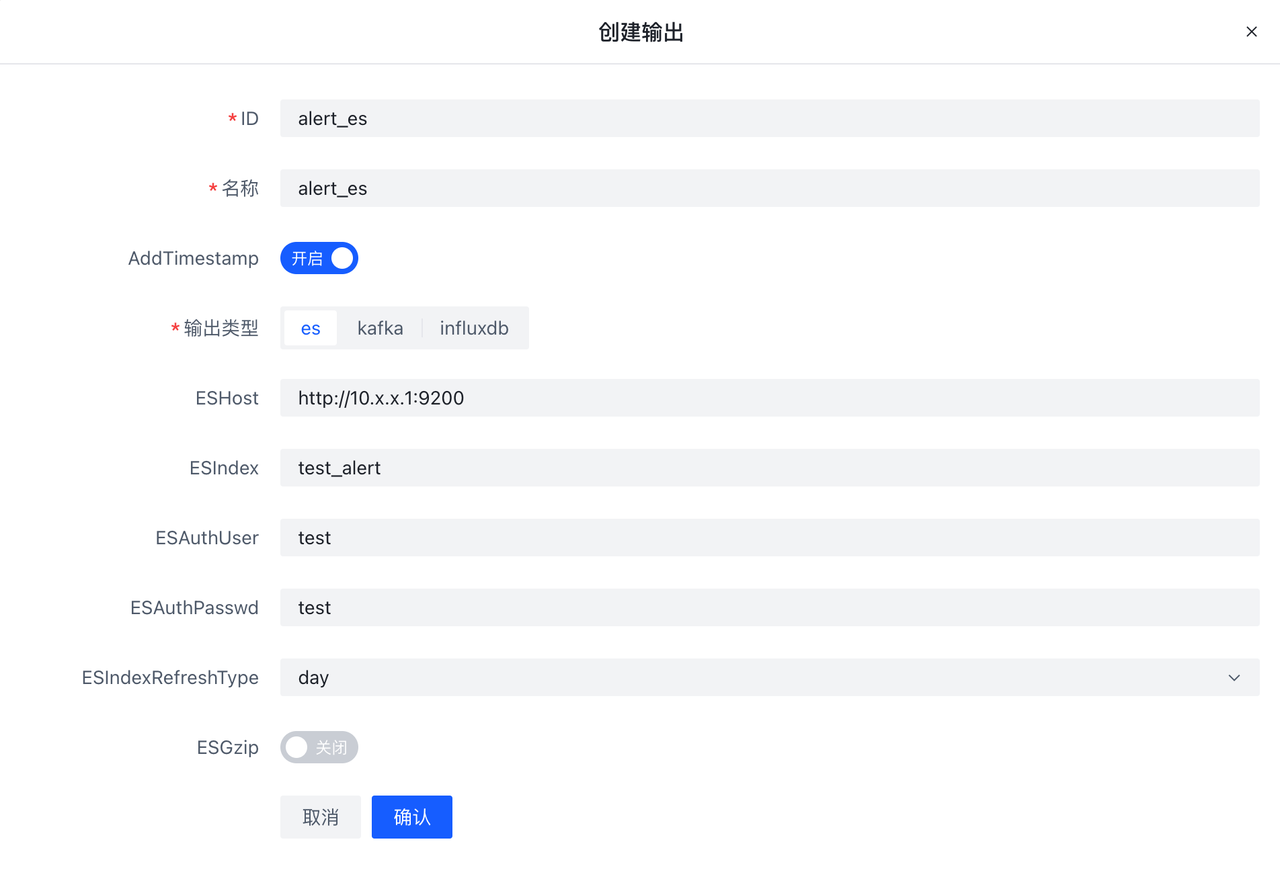 创建输出
* ID alert_es
* 名称 alert_es
AddTimestamp 开启
* 输出类型 es kafka influxdb
ESHost http://10.x.x.1:9200
ESIndex test_alert
ESAuthUser test
ESAuthPasswd test
ESIndexRefreshType day
ESGzip 关闭
取消 确认